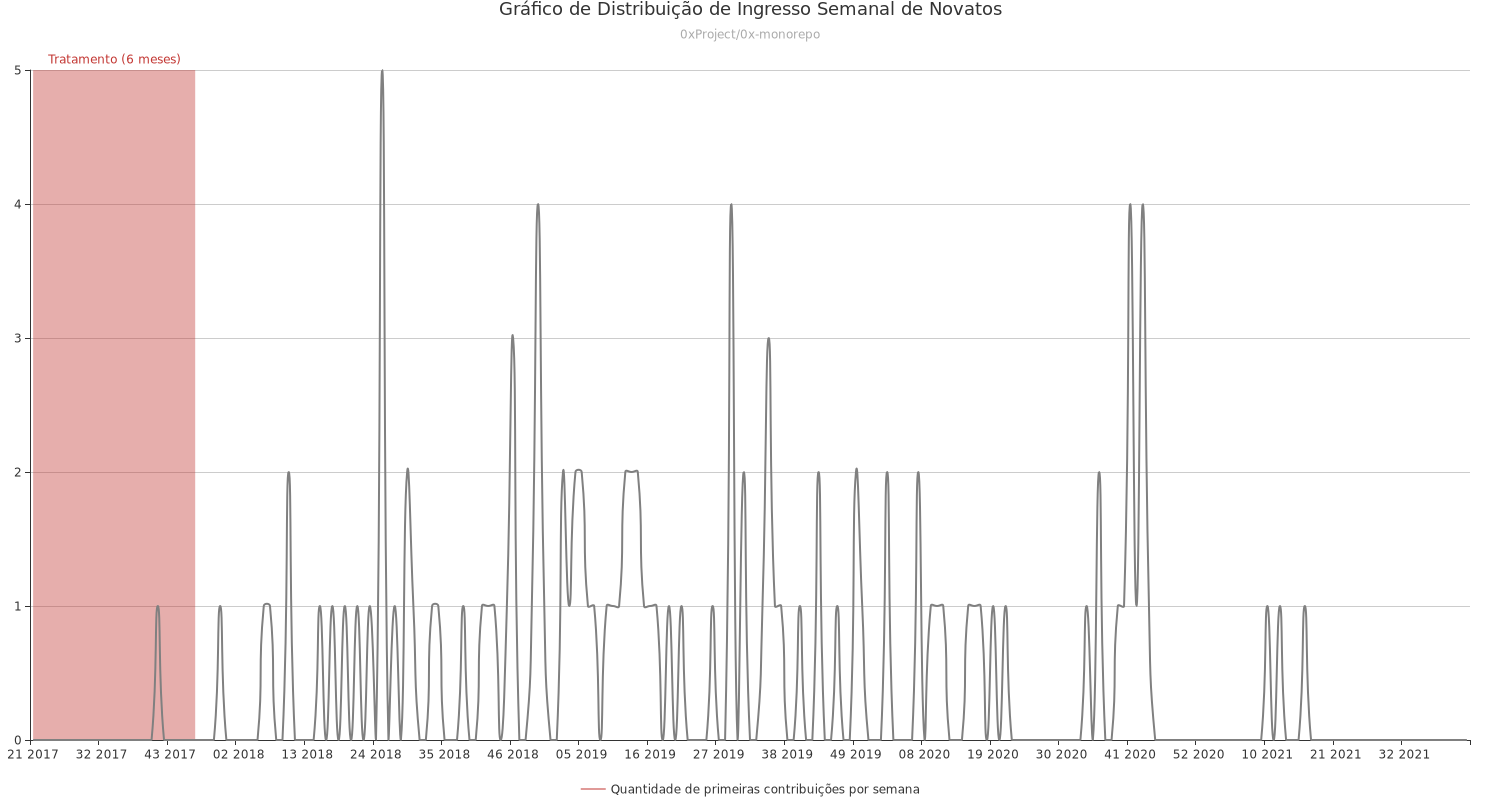 Gráfico de Distribuição de Ingresso Semanal de Novatos
0xProject/0x-monorepo
Tratamento (6 meses)
5
4
3
2
1
0
21 2017 32 2017 43 2017 02 2018 13 2018 24 2018 35 2018 46 2018 05 2019 16 2019 27 2019 38 2019 49 2019 08 2020 19 2020 30 2020 41 2020 52 2020 10 2021 21 2021 32 2021
Quantidade de primeiras contribuições por semana